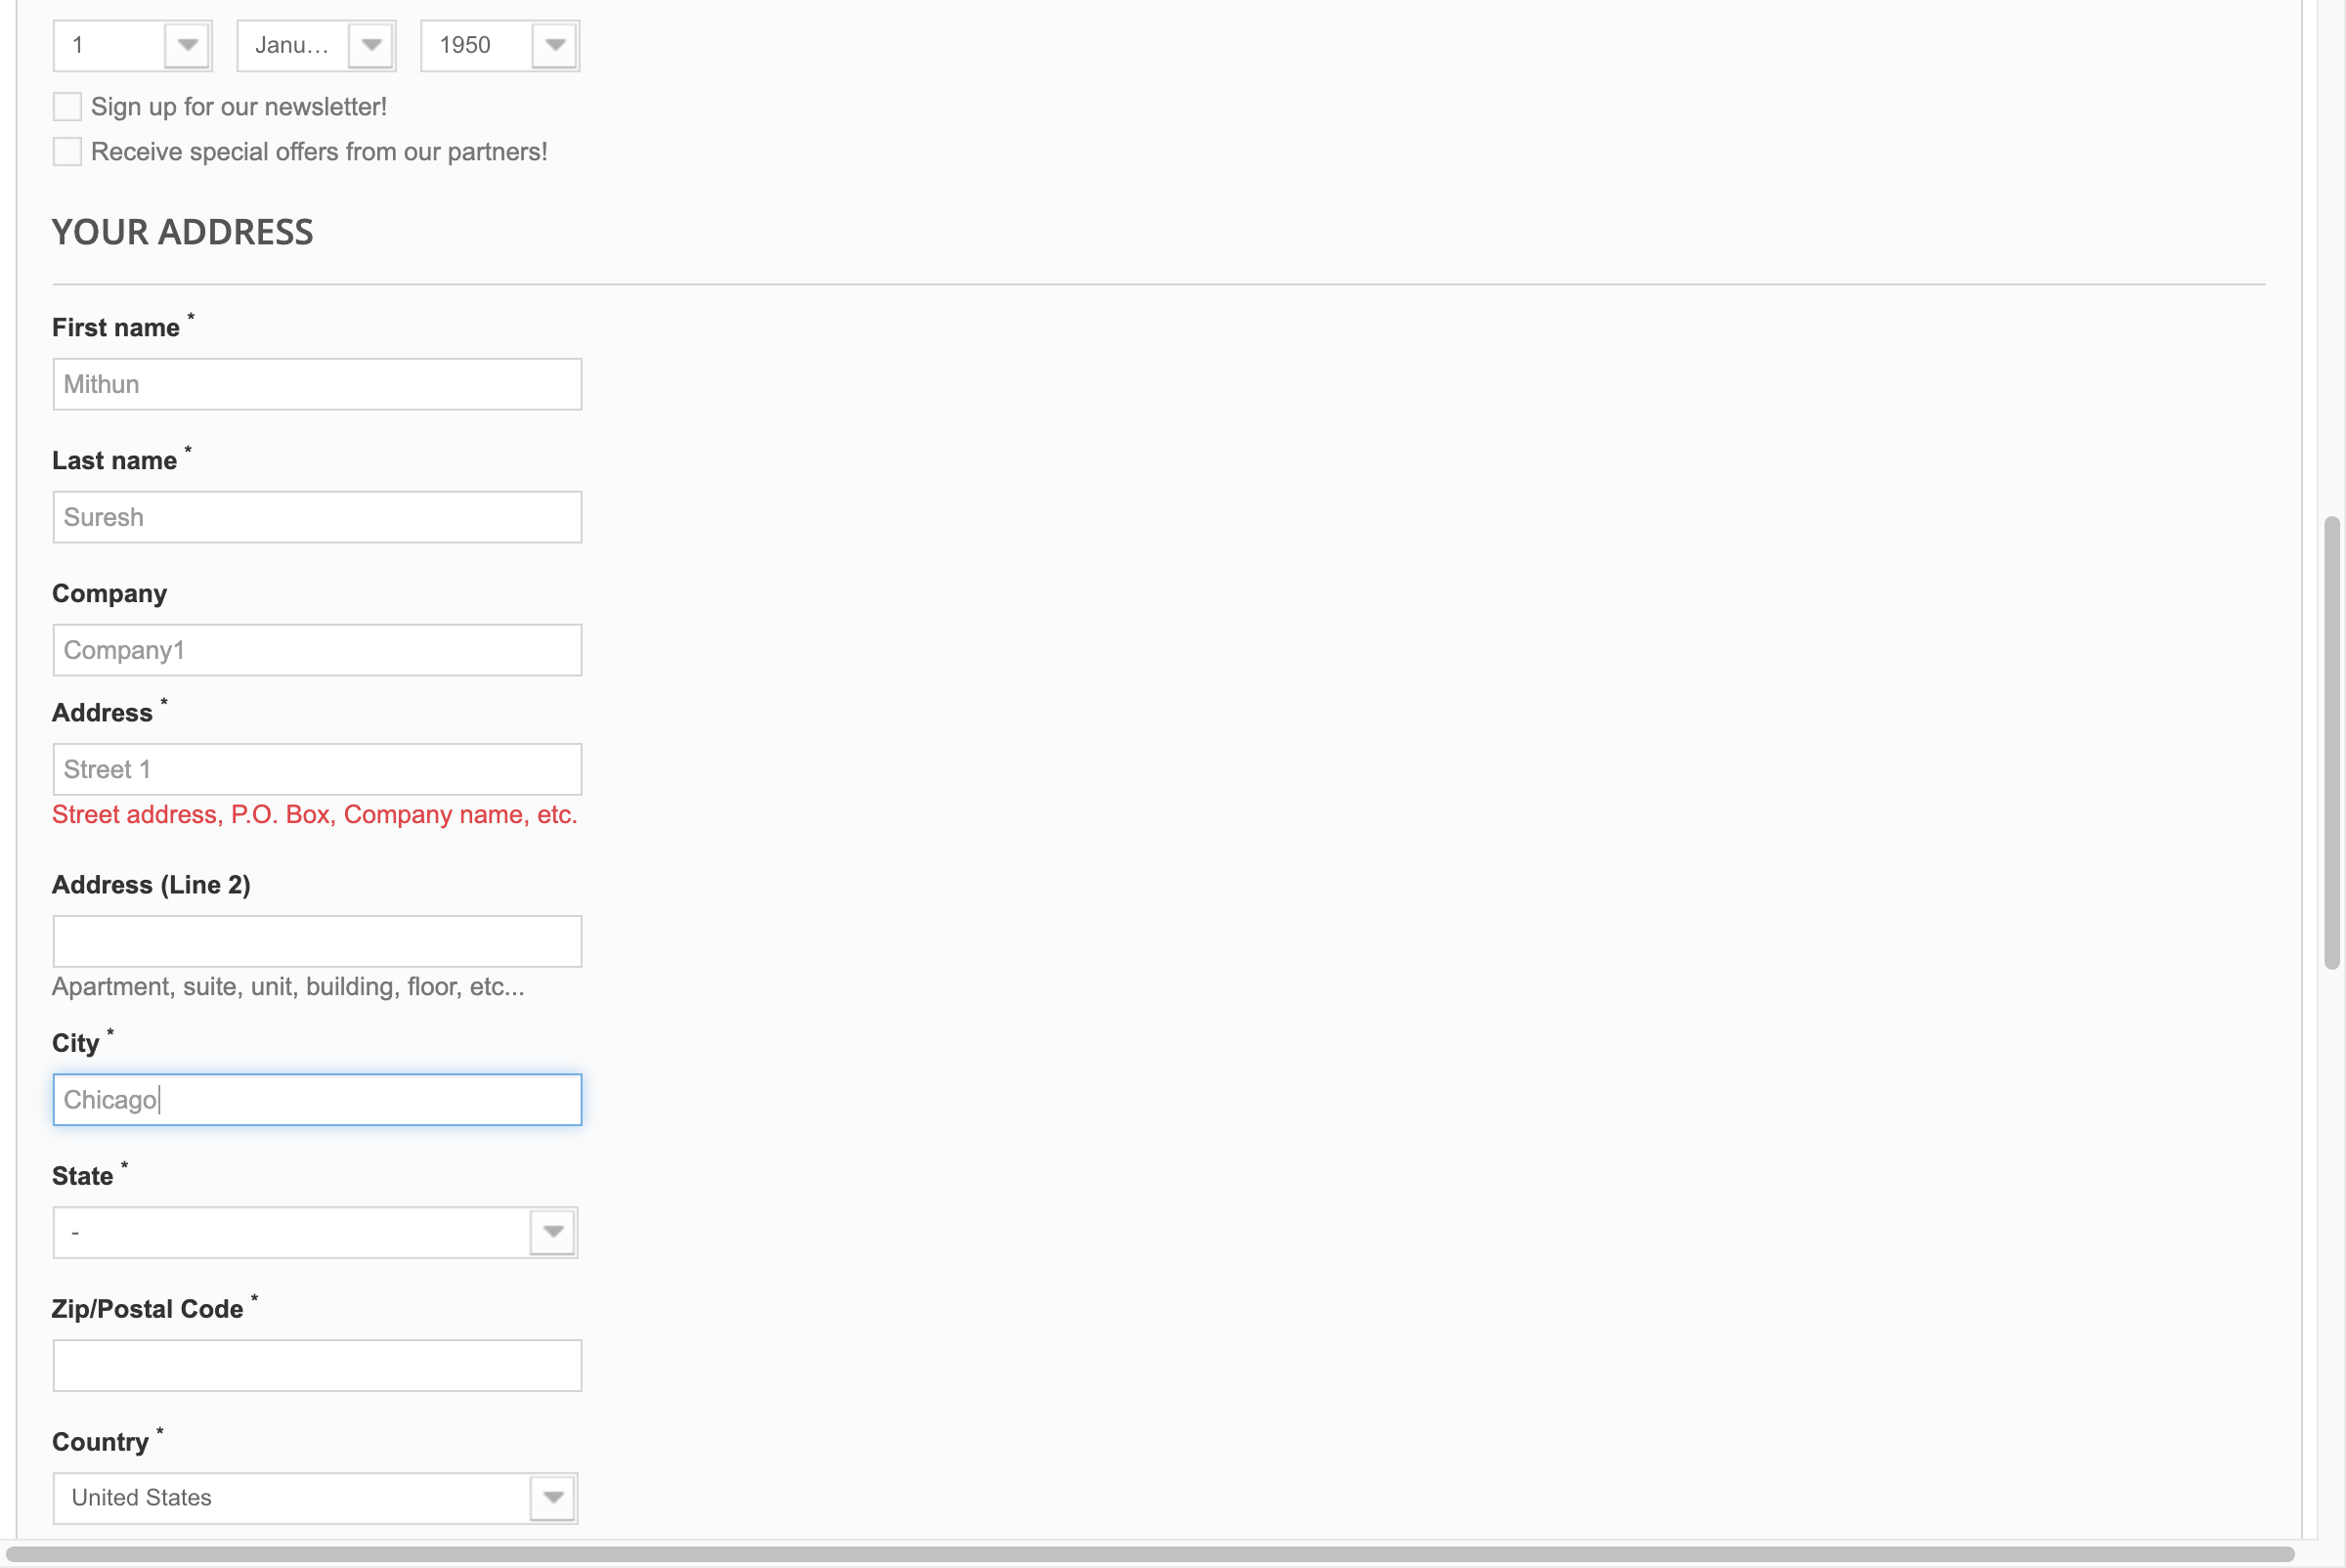 1 Janu... 1950
Sign up for our newsletter!
Receive special offers from our partners!
YOUR ADDRESS
First name *
Mithun
Last name *
Suresh
Company
Company1
Address *
Street 1
Street address, P.O. Box, Company name, etc.
Address (Line 2)
Apartment, suite, unit, building, floor, etc...
City *
Chicago
State *
-
Zip/Postal Code *
Country *
United States